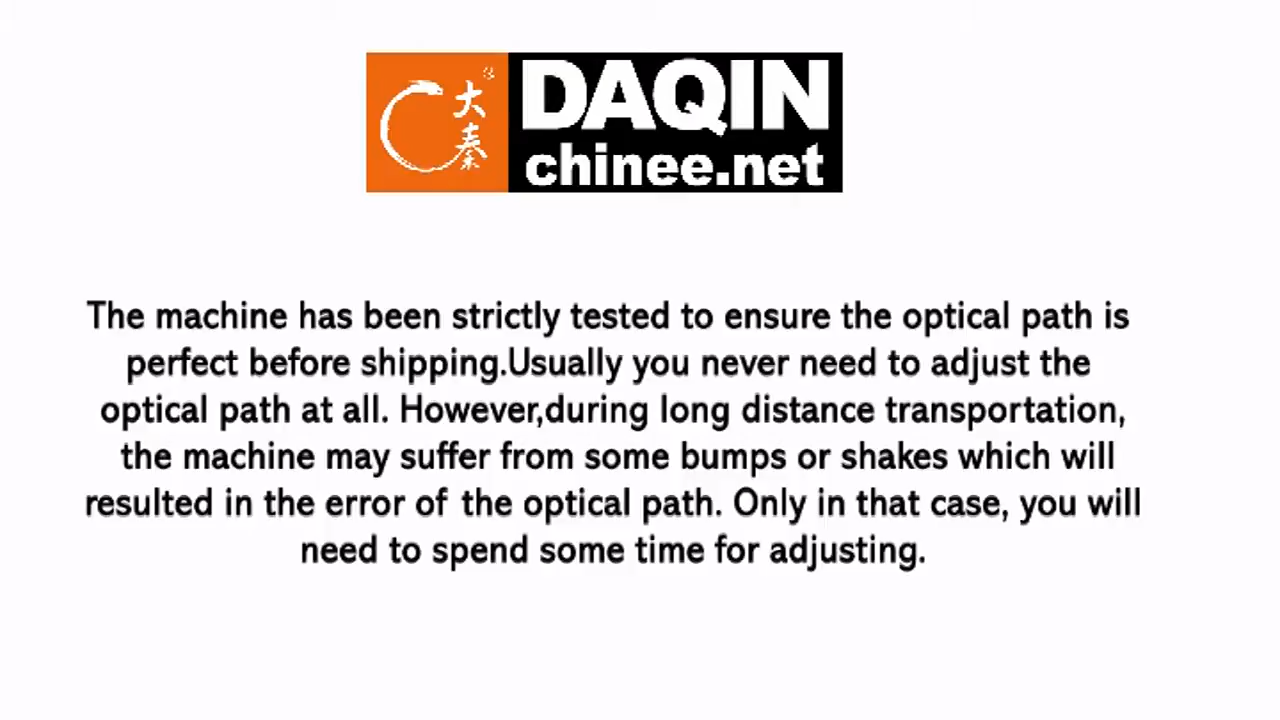 大秦
DAQIN
chinee.net
The machine has been strictly tested to ensure the optical path is
perfect before shipping.Usually you never need to adjust the
optical path at all. However,during long distance transportation,
the machine may suffer from some bumps or shakes which will
resulted in the error of the optical path. Only in that case, you will
need to spend some time for adjusting.